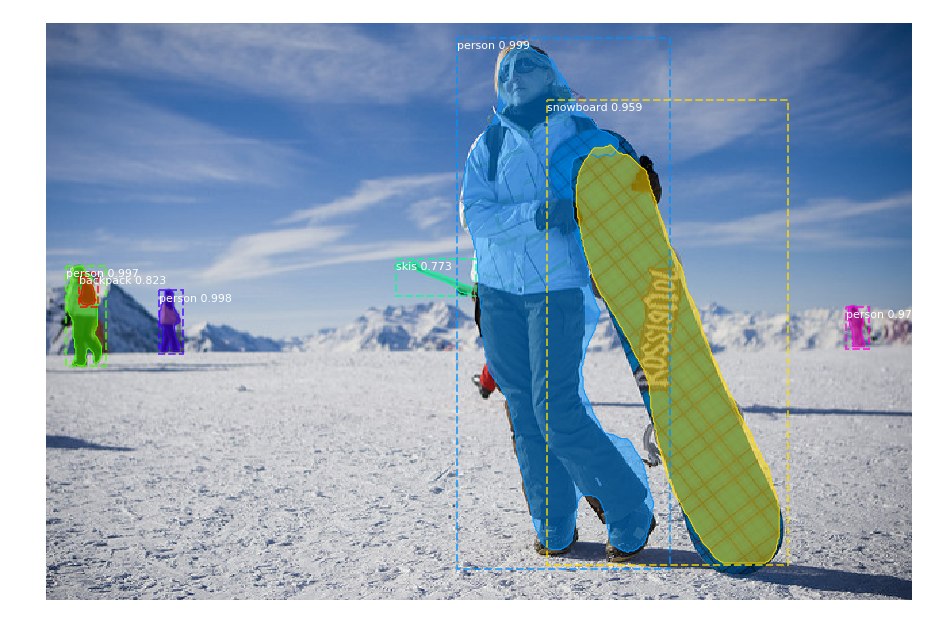 person 0.999
snowboard 0.959
skis 0.773
person 0.997
backpack 0.823
person 0.998
person 0.97
ROSSIGNOL